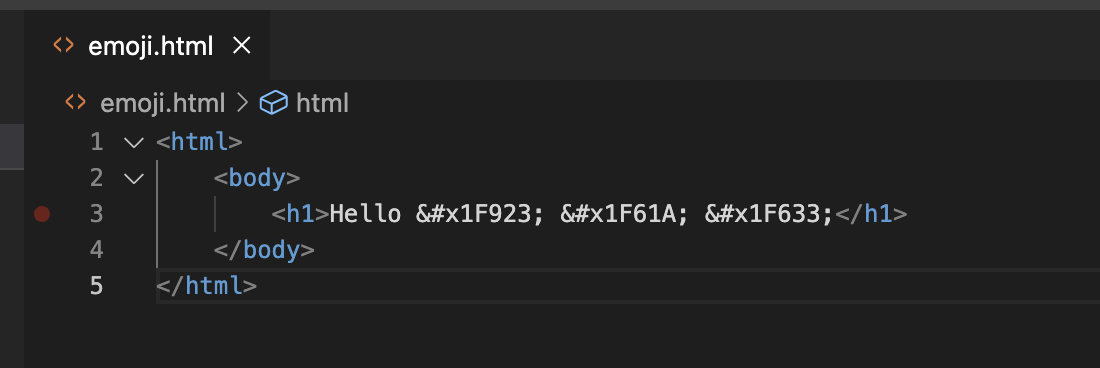 emoji.html
emoji.html > html
1 <html>
2 <body>
3 <h1>Hello &#x1F923; &#x1F61A; &#x1F633;</h1>
4 </body>
5 </html>